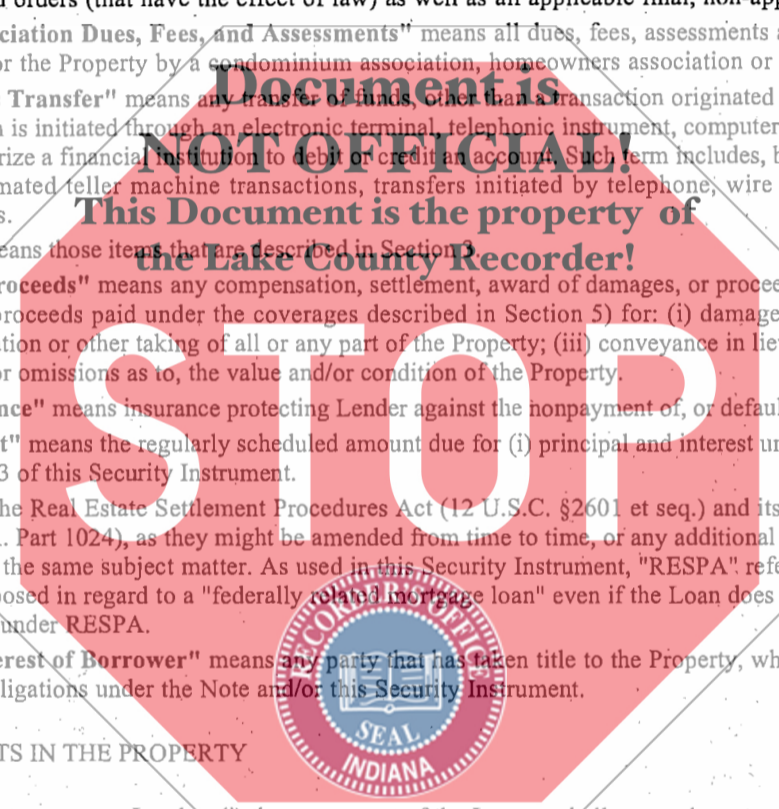 orders (that have the effect of law) as well as all applicable final, non-app
ciation Dues, Fees, and Assessments" means all dues, fees, assessments
or the Property by a condominium association, homeowners association or
Document is
Transfer" means any transfer of funds, other than a transaction originated
is initiated through an electronic terminal, telephonic instrument, computer
NOT OFFICIAL!
rize a financial institution to debit or credit an account. Such term includes, b
mated teller machine transactions, transfers initiated by telephone, wire
s.
This Document is the property of
eans those items that are described in Section 3.
the Lake County Recorder!
roceeds" means any compensation, settlement, award of damages, or procee
roceeds paid under the coverages described in Section 5) for: (i) damage
tion or other taking of all or any part of the Property; (iii) conveyance in lie
or omissions as to, the value and/or condition of the Property.
nce" means insurance protecting Lender against the nonpayment of, or defaul
t" means the regularly scheduled amount due for (i) principal and interest un
3 of this Security Instrument.
STOP
he Real Estate Settlement Procedures Act (12 U.S.C. §2601 et seq.) and its
. Part 1024), as they might be amended from time to time, or any additional
the same subject matter. As used in this Security Instrument, "RESPA" refe
osed in regard to a "federally related mortgage loan" even if the Loan does
under RESPA.
erest of Borrower" means any party that has taken title to the Property, wh
ligations under the Note and/or this Security Instrument.
RECORDER'S OFFICE
SEAL
INDIANA
TS IN THE PROPERTY